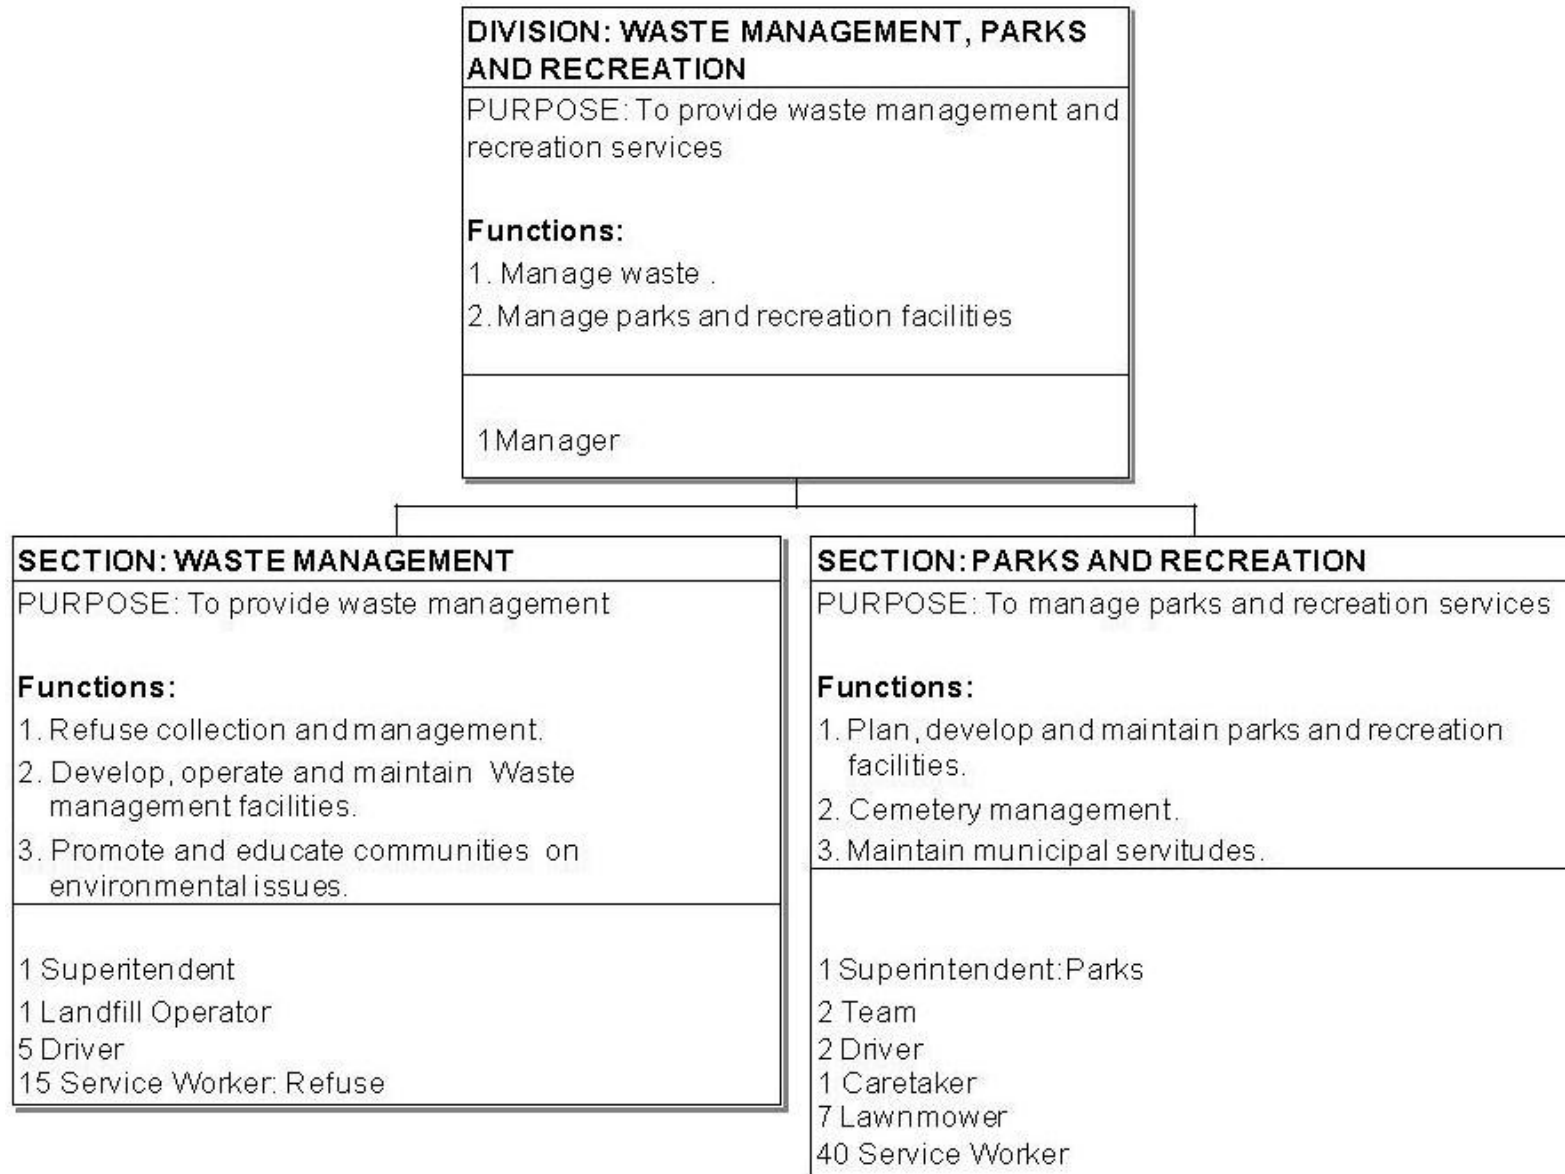 DIVISION: WASTE MANAGEMENT, PARKS
AND RECREATION
PURPOSE: To provide waste management and
recreation services
Functions:
1. Manage waste .
2. Manage parks and recreation facilities
1 Manager
SECTION: WASTE MANAGEMENT
PURPOSE: To provide waste management
Functions:
1. Refuse collection and management.
2. Develop, operate and maintain Waste
management facilities.
3. Promote and educate communities on
environmental issues.
1 Superitendent
1 Landfill Operator
5 Driver
15 Service Worker: Refuse
SECTION: PARKS AND RECREATION
PURPOSE: To manage parks and recreation services
Functions:
1. Plan, develop and maintain parks and recreation
facilities.
2. Cemetery management.
3. Maintain municipal servitudes.
1 Superintendent: Parks
2 Team
2 Driver
1 Caretaker
7 Lawnmower
40 Service Worker